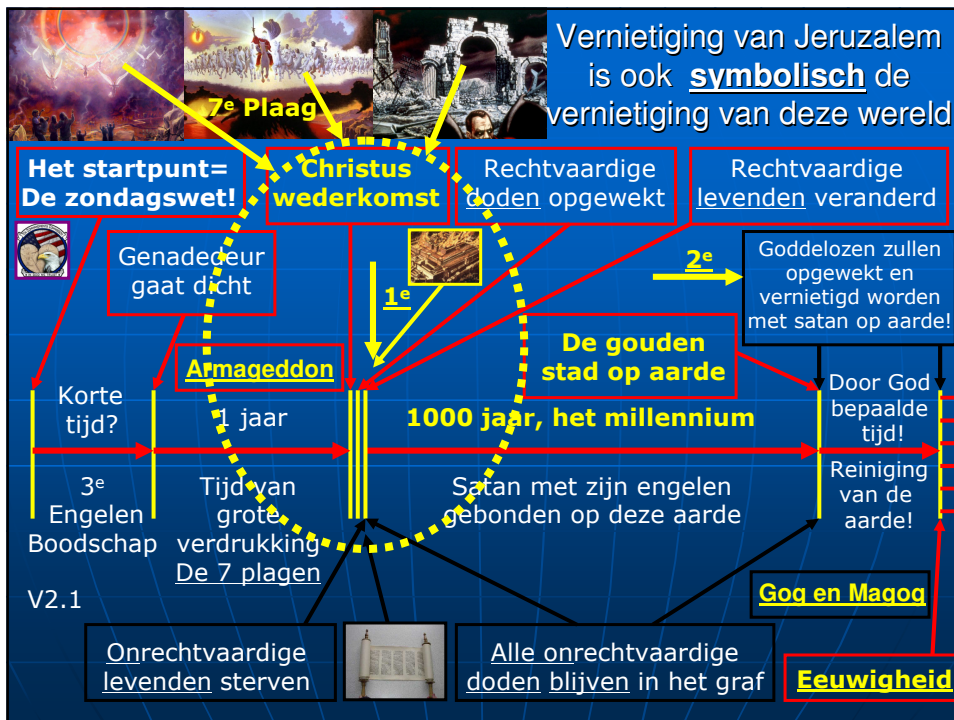 Vernietiging van Jeruzalem
is ook symbolisch de
vernietiging van deze wereld
7e Plaag
Het startpunt=
De zondagswet!
Christus
wederkomst
Rechtvaardige
doden opgewekt
Rechtvaardige
levenden veranderd
Genadedeur
gaat dicht
1e
2e
Goddelozen zullen
opgewekt en
vernietigd worden
met satan op aarde!
Armageddon
De gouden
stad op aarde
Korte
tijd?
1 jaar
1000 jaar, het millennium
Door God
bepaalde
tijd!
3e
Engelen
Boodschap
Tijd van
grote
verdrukking
De 7 plagen
Satan met zijn engelen
gebonden op deze aarde
Reiniging
van de
aarde!
V2.1
Gog en Magog
Onrechtvaardige
levenden sterven
Alle onrechtvaardige
doden blijven in het graf
Eeuwigheid